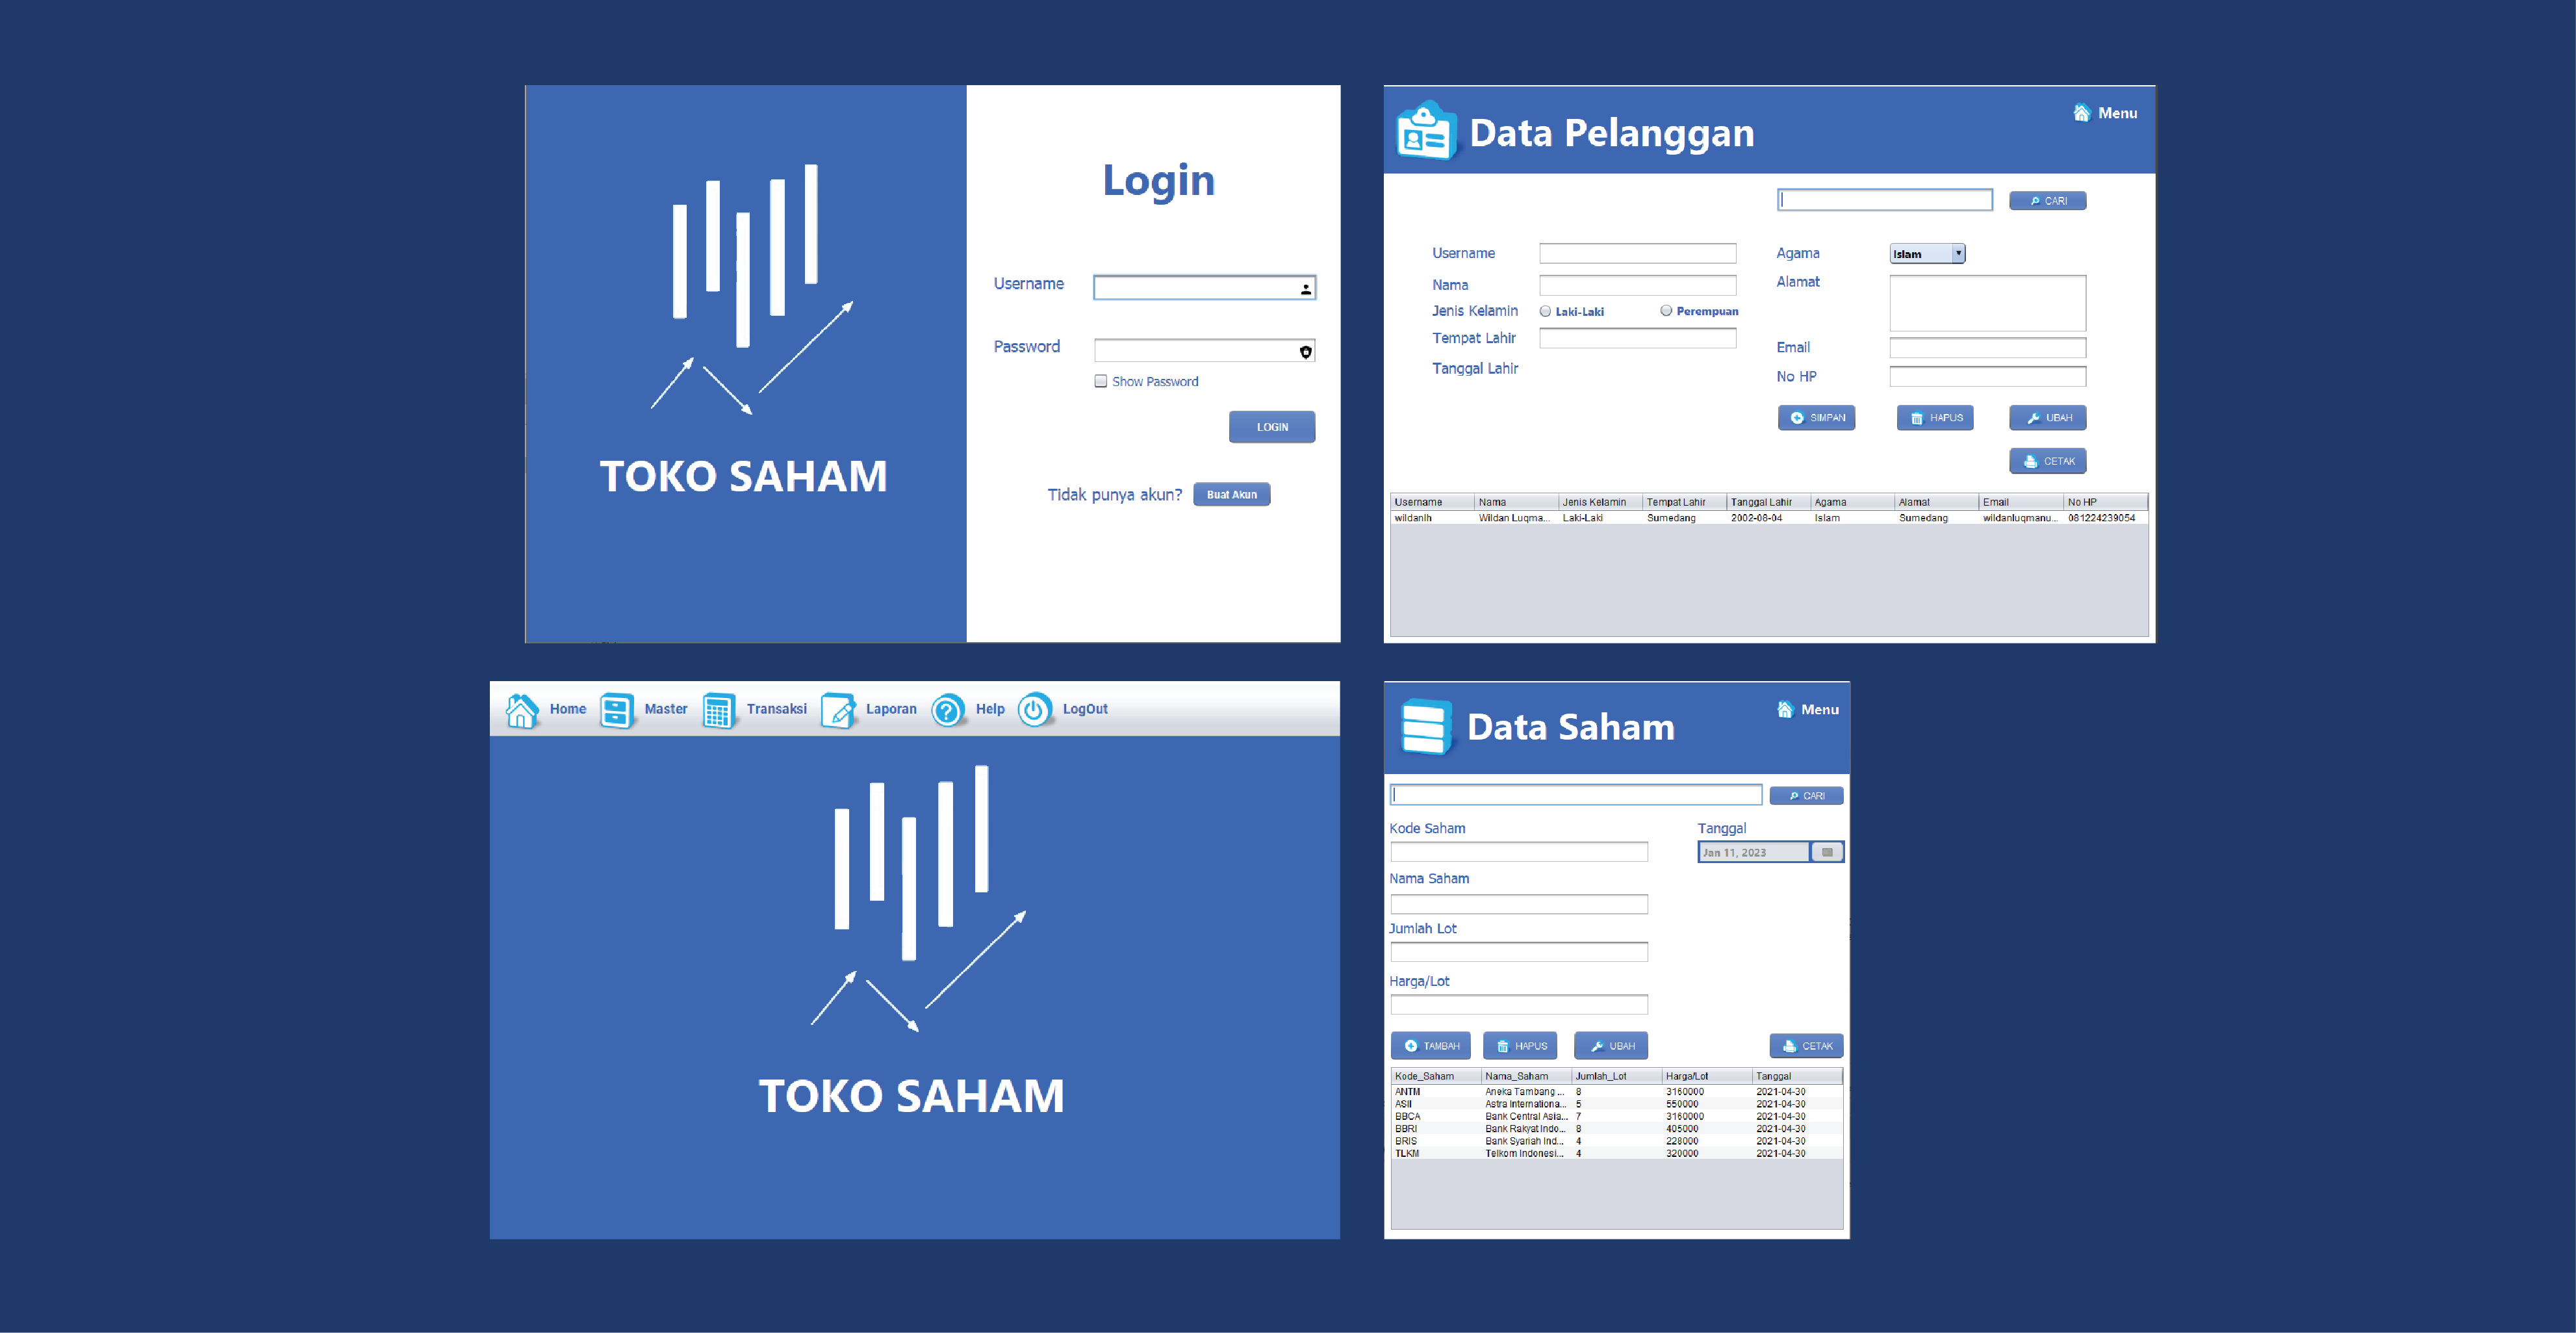 TOKO SAHAM
Login
Username
Password
Show Password
LOGIN
Tidak punya akun? Buat Akun
Data Pelanggan
Menu
CARI
Username
Nama
Jenis Kelamin Laki-Laki Perempuan
Tempat Lahir
Tanggal Lahir
Agama Islam
Alamat
Email
No HP
SIMPAN HAPUS UBAH
CETAK
Username Nama Jenis Kelamin Tempat Lahir Tanggal Lahir Agama Alamat Email No HP
wildanlh Wildan Luqma... Laki-Laki Sumedang 2002-08-04 Islam Sumedang wildanluqmanu... 081224239054
Home Master Transaksi Laporan Help LogOut
TOKO SAHAM
Data Saham
Menu
CARI
Kode Saham Tanggal
Jan 11, 2023
Nama Saham
Jumlah Lot
Harga/Lot
TAMBAH HAPUS UBAH CETAK
Kode_Saham Nama_Saham Jumlah_Lot Harga/Lot Tanggal
ANTM Aneka Tambang ... 8 3160000 2021-04-30
ASII Astra Internationa... 5 550000 2021-04-30
BBCA Bank Central Asia... 7 3160000 2021-04-30
BBRI Bank Rakyat Indo... 8 405000 2021-04-30
BRIS Bank Syariah Ind... 4 228000 2021-04-30
TLKM Telkom Indonesi... 4 320000 2021-04-30